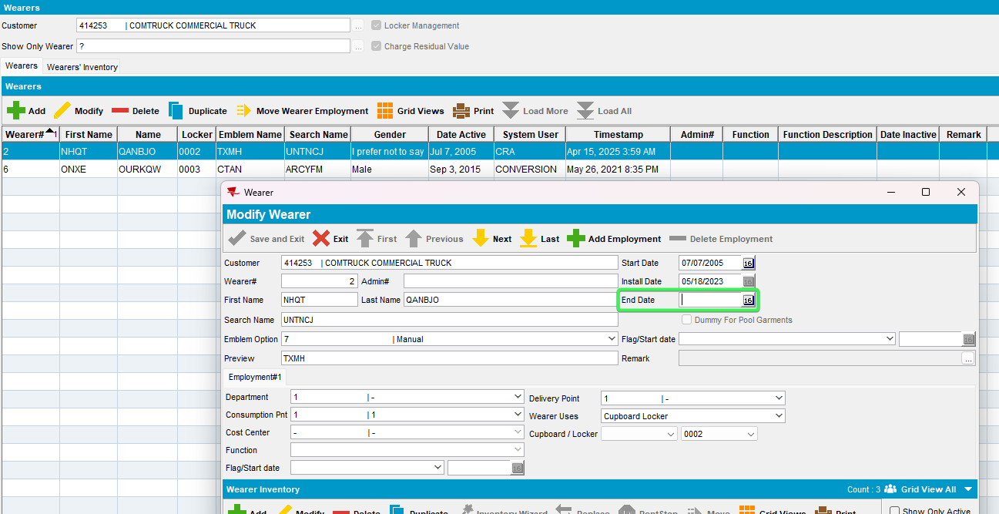 Wearers
Customer 414253 | COMTRUCK COMMERCIAL TRUCK ... Locker Management
Show Only Wearer ? ... Charge Residual Value
Wearers Wearers' Inventory
Wearers
Add Modify Delete Duplicate Move Wearer Employment Grid Views Print Load More Load All
Wearer# 1 First Name Name Locker Emblem Name Search Name Gender Date Active System User Timestamp Admin# Function Function Description Date Inactive Remark
2 NHQT QANBJO 0002 TXMH UNTNCJ I prefer not to say Jul 7, 2005 CRA Apr 15, 2025 3:59 AM
6 ONXE OURKQW 0003 CTAN ARCYFM Male Sep 3, 2015 CONVERSION May 26, 2021 8:35 PM
Wearer
Modify Wearer
Save and Exit Exit First Previous Next Last Add Employment Delete Employment
Customer 414253 | COMTRUCK COMMERCIAL TRUCK Start Date 07/07/2005 16
Wearer# 2 Admin# Install Date 05/18/2023 16
First Name NHQT Last Name QANBJO End Date 16
Search Name UNTNCJ Dummy For Pool Garments
Emblem Option 7 | Manual Flag/Start date 16
Preview TXMH Remark ...
Employment#1
Department 1 | - Delivery Point 1 | -
Consumption Pnt 1 | 1 Wearer Uses Cupboard Locker
Cost Center - | - Cupboard / Locker 0002
Function
Flag/Start date 16
Wearer Inventory Count : 3 Grid View All
Add Modify Delete Duplicate Inventory Wizard Replace RentStop Move Grid Views Print Show Only Active